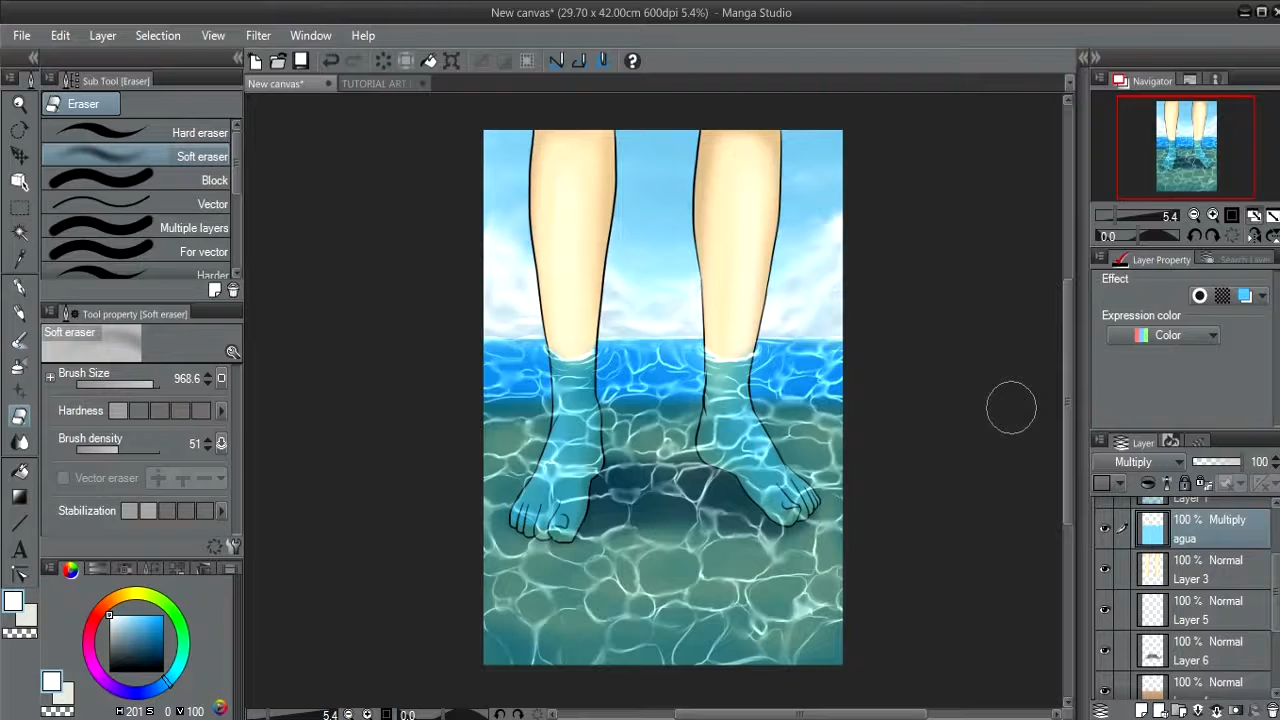 New canvas* (29.70 x 42.00cm 600dpi 5.4%) - Manga Studio
File Edit Layer Selection View Filter Window Help
Sub Tool [Eraser]
New canvas*
TUTORIAL ART
Navigator
Eraser
Hard eraser
Soft eraser
Block
Vector
Multiple layers
For vector
Harder
Tool property [Soft eraser]
Soft eraser
Brush Size 968.6
Hardness
Brush density 51
Vector eraser
Stabilization
H 201 S 0 V 100
5.4
0.0
5.4
0.0
Layer Property
Search Layer
Effect
Expression color
Color
Layer
Multiply 100
Layer 1
100 % Multiply
agua
100 % Normal
Layer 3
100 % Normal
Layer 5
100 % Normal
Layer 6
100 % Normal